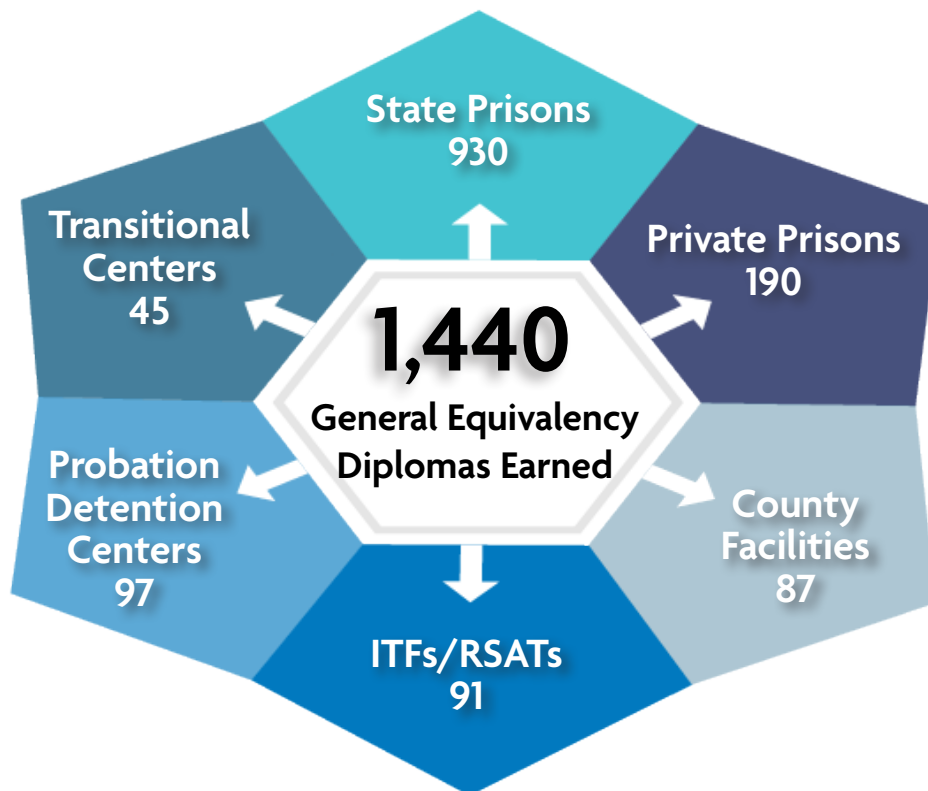 State Prisons
930
Private Prisons
190
County
Facilities
87
ITFs/RSATs
91
Probation
Detention
Centers
97
Transitional
Centers
45
1,440
General Equivalency
Diplomas Earned